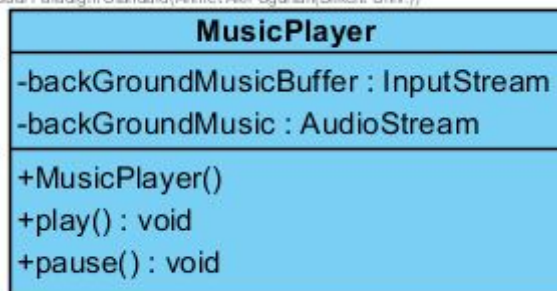 MusicPlayer
-backGroundMusicBuffer : InputStream
-backGroundMusic : AudioStream
+MusicPlayer()
+play() : void
+pause() : void